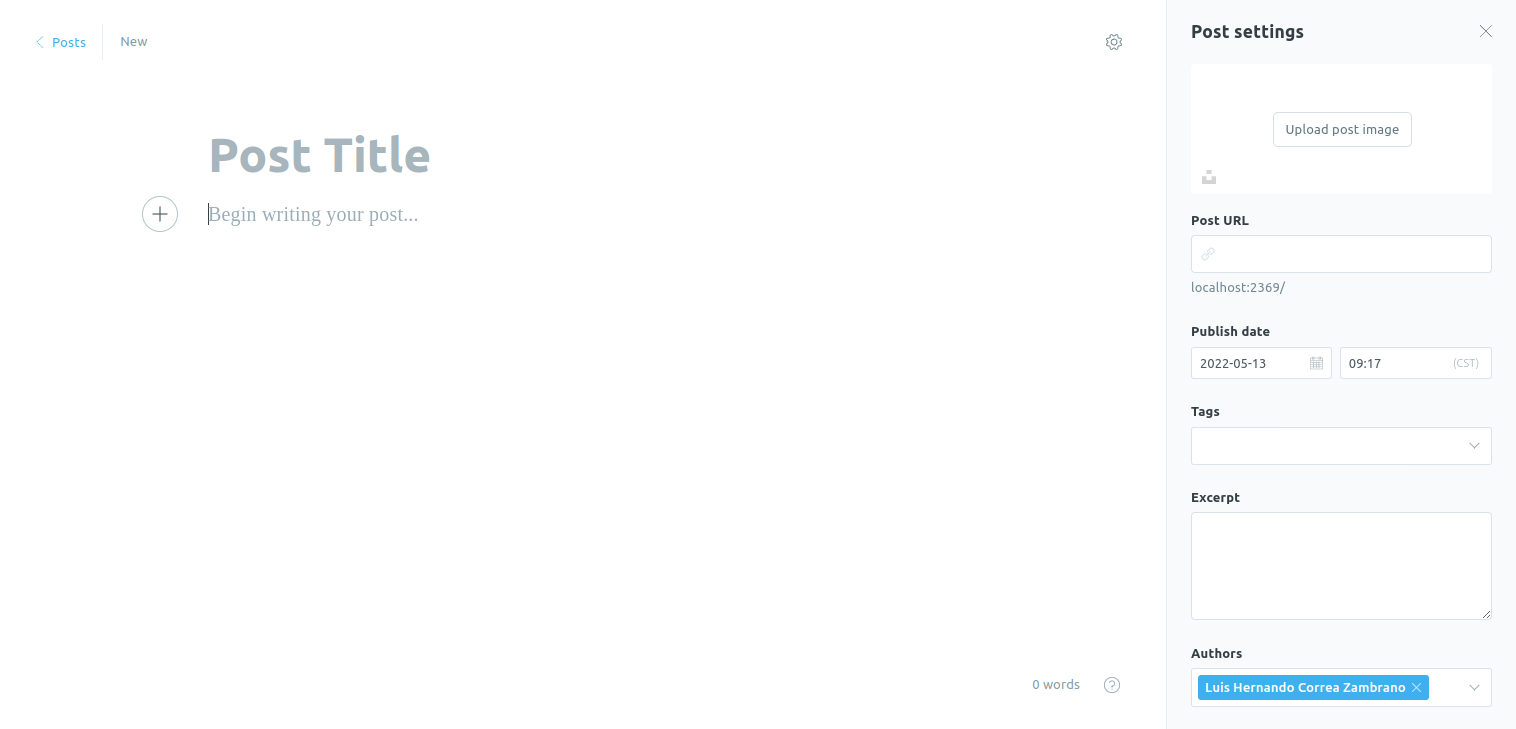 Posts
New
Post Title
Begin writing your post...
0 words
Post settings
Upload post image
Post URL
localhost:2369/
Publish date
2022-05-13
09:17 (CST)
Tags
Excerpt
Authors
Luis Hernando Correa Zambrano